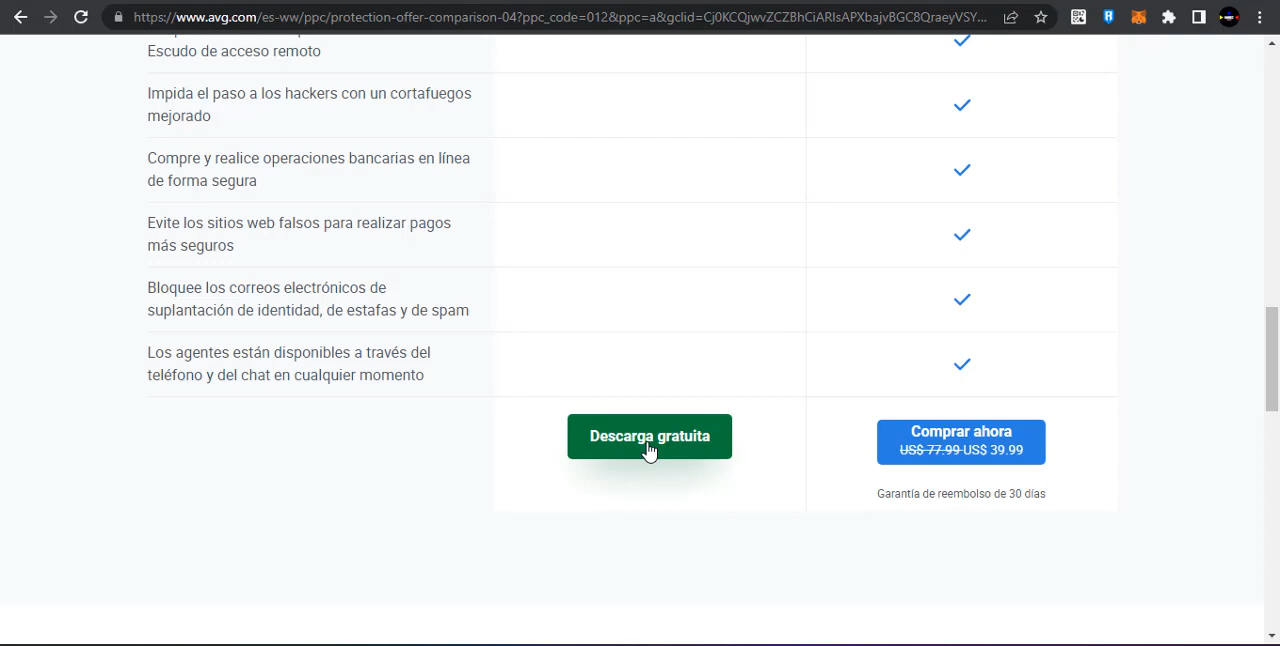 https://www.avg.com/es-ww/ppc/protection-offer-comparison-04?ppc_code=012&ppc=a&gclid=Cj0KCQjwvZCZBhCiARIsAPXbajvBGC8QraeyVSY...
Escudo de acceso remoto
Impida el paso a los hackers con un cortafuegos
mejorado
Compre y realice operaciones bancarias en línea
de forma segura
Evite los sitios web falsos para realizar pagos
más seguros
Bloquee los correos electrónicos de
suplantación de identidad, de estafas y de spam
Los agentes están disponibles a través del
teléfono y del chat en cualquier momento
Descarga gratuita
Comprar ahora
US$ 77.99 US$ 39.99
Garantía de reembolso de 30 días